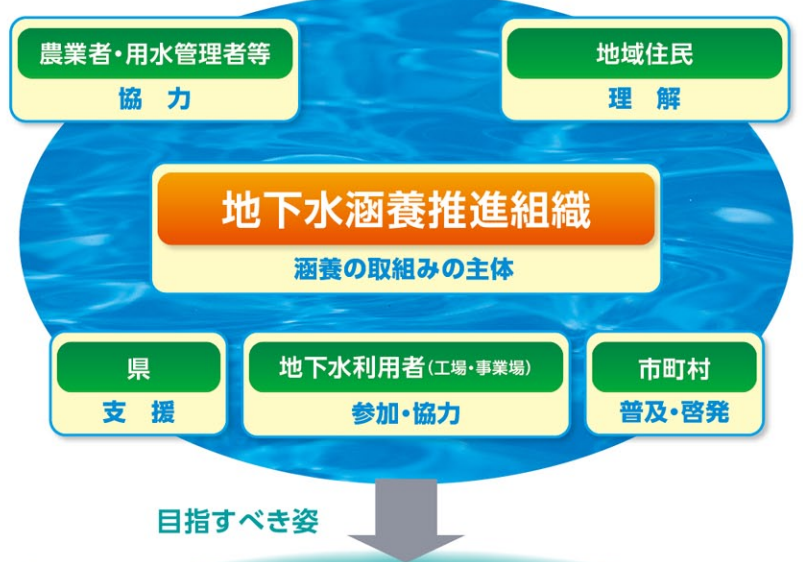 農業者・用水管理者等
協 力
地域住民
理 解
地下水涵養推進組織
涵養の取組みの主体
県
支 援
地下水利用者(工場・事業場)
参加・協力
市町村
普及・啓発
目指すべき姿